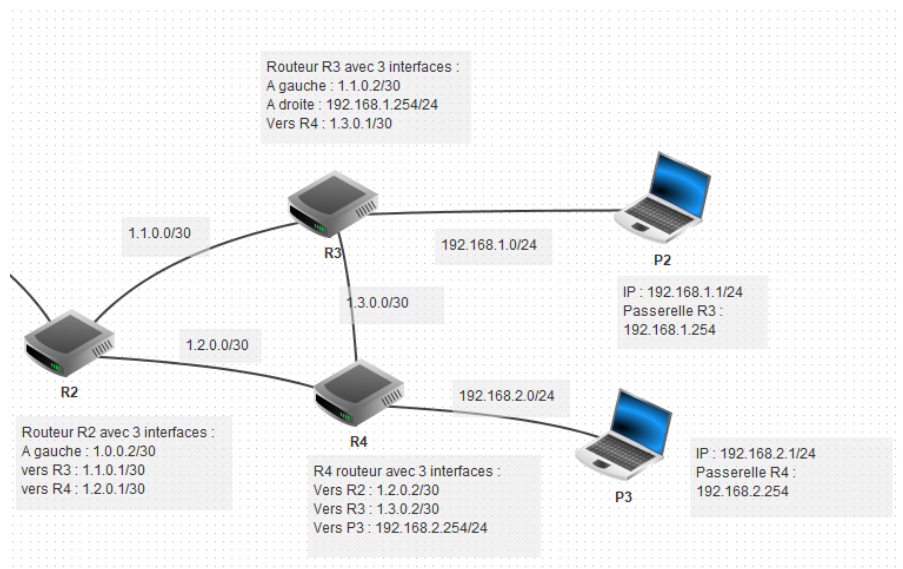 Routeur R3 avec 3 interfaces :
A gauche : 1.1.0.2/30
A droite : 192.168.1.254/24
Vers R4 : 1.3.0.1/30
1.1.0.0/30
R3
192.168.1.0/24
P2
IP : 192.168.1.1/24
Passerelle R3 :
192.168.1.254
1.3.0.0/30
1.2.0.0/30
R2
Routeur R2 avec 3 interfaces :
A gauche : 1.0.0.2/30
vers R3 : 1.1.0.1/30
vers R4 : 1.2.0.1/30
R4
192.168.2.0/24
R4 routeur avec 3 interfaces :
Vers R2 : 1.2.0.2/30
Vers R3 : 1.3.0.2/30
Vers P3 : 192.168.2.254/24
P3
IP : 192.168.2.1/24
Passerelle R4 :
192.168.2.254